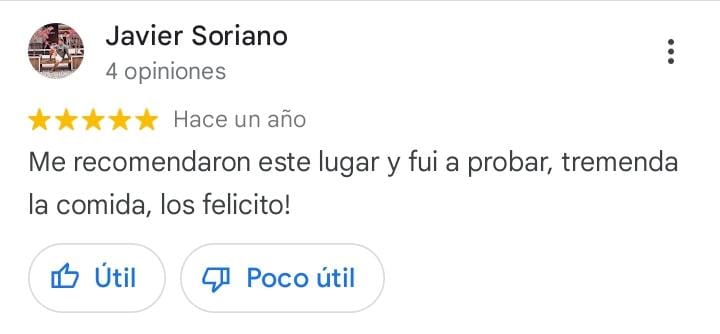 Javier Soriano
4 opiniones
Hace un año
Me recomendaron este lugar y fui a probar, tremenda
la comida, los felicito!
Útil
Poco útil